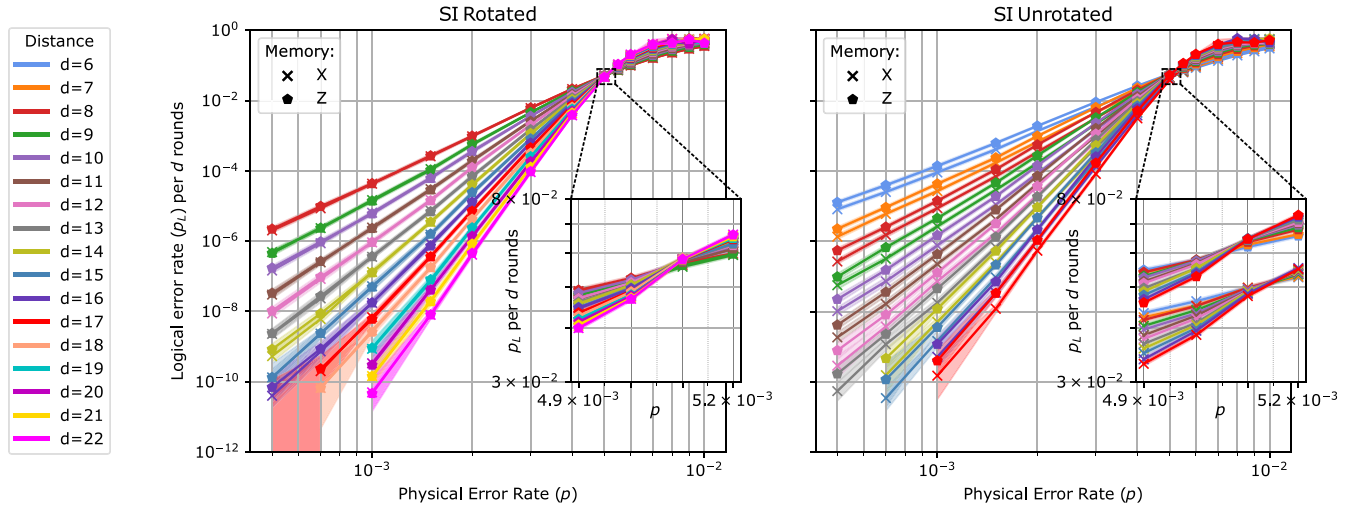 Distance
d=6
d=7
d=8
d=9
d=10
d=11
d=12
d=13
d=14
d=15
d=16
d=17
d=18
d=19
d=20
d=21
d=22
SI Rotated
Logical error rate (p_L) per d rounds
10^0
10^−2
10^−4
10^−6
10^−8
10^−10
10^−12
Memory:
X
Z
8 × 10^−2
p_L per d rounds
3 × 10^−2
4.9 × 10^−3
p
5.2 × 10^−3
10^−3
10^−2
Physical Error Rate (p)
SI Unrotated
Memory:
X
Z
8 × 10^−2
p_L per d rounds
3 × 10^−2
4.9 × 10^−3
p
5.2 × 10^−3
10^−3
10^−2
Physical Error Rate (p)